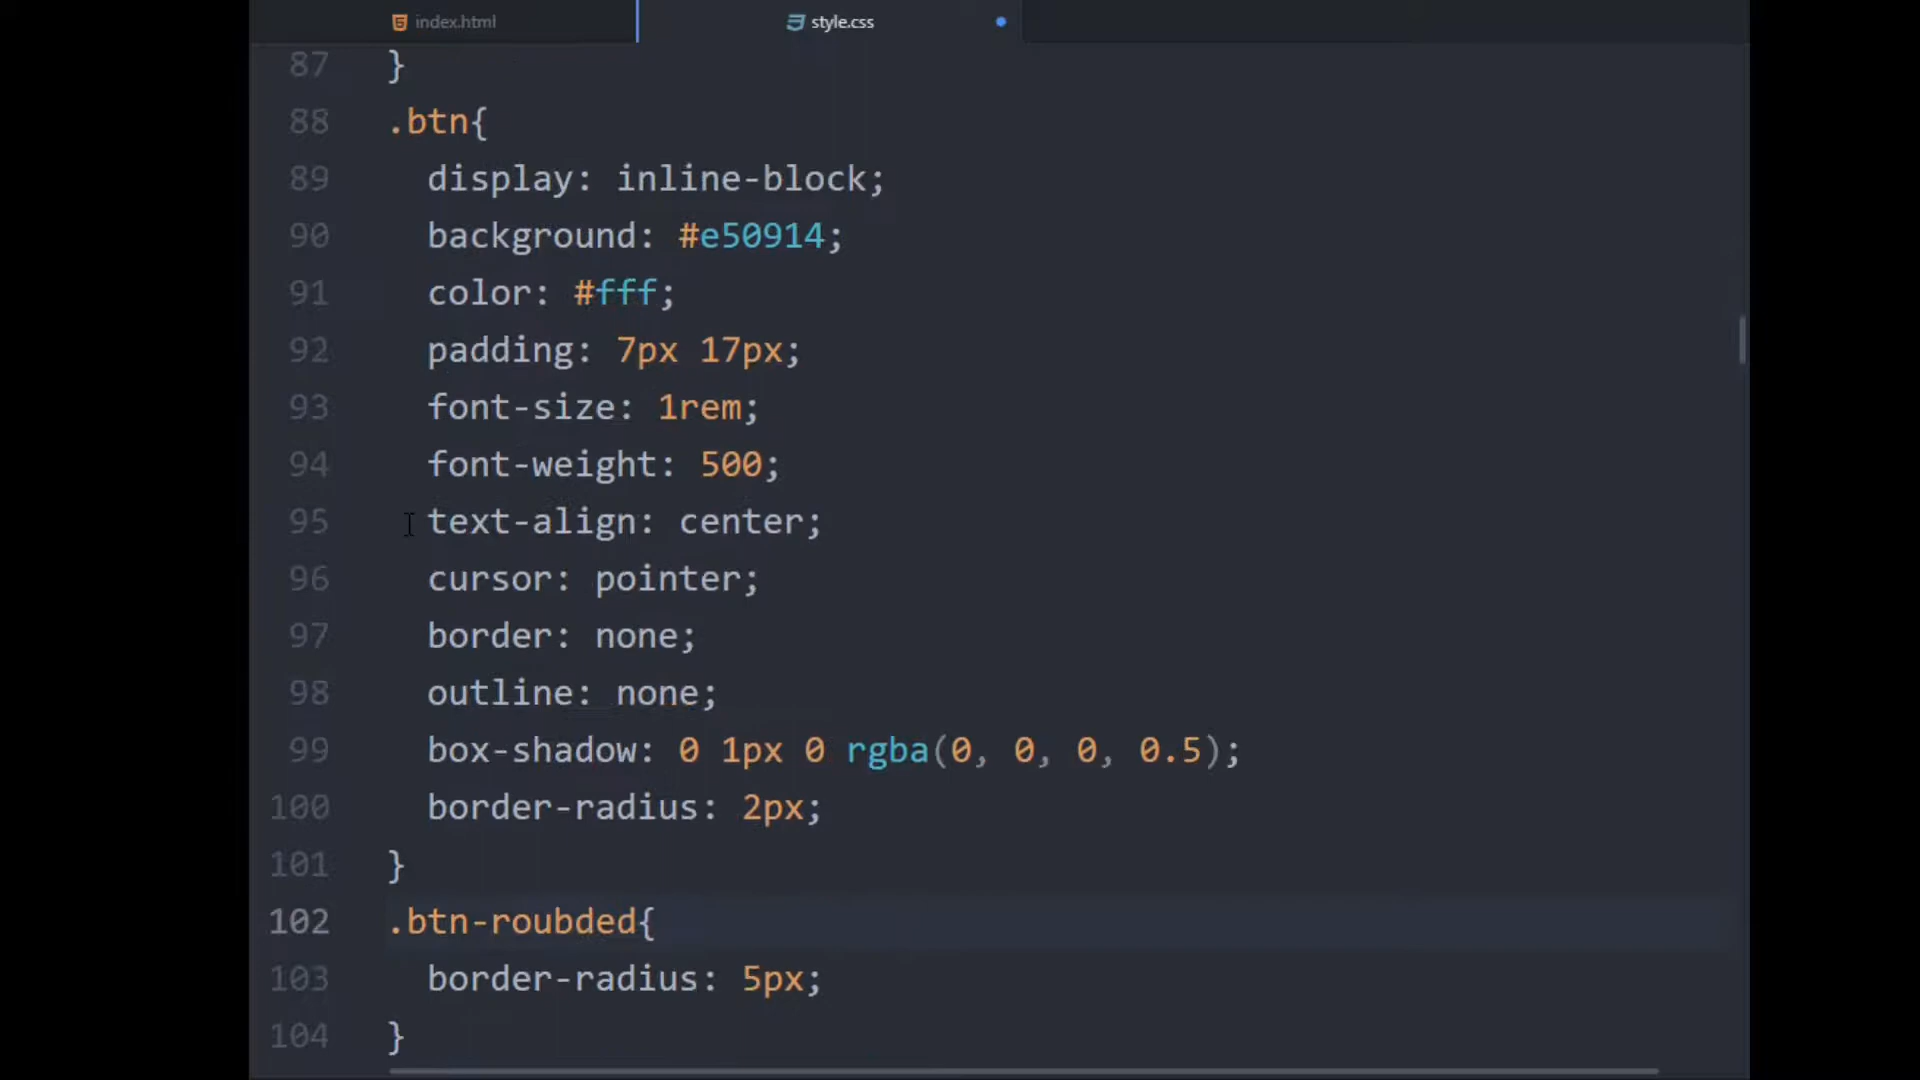 index.html
style.css
87 }
88 .btn{
89 display: inline-block;
90 background: #e50914;
91 color: #fff;
92 padding: 7px 17px;
93 font-size: 1rem;
94 font-weight: 500;
95 text-align: center;
96 cursor: pointer;
97 border: none;
98 outline: none;
99 box-shadow: 0 1px 0 rgba(0, 0, 0, 0.5);
100 border-radius: 2px;
101 }
102 .btn-roubded{
103 border-radius: 5px;
104 }